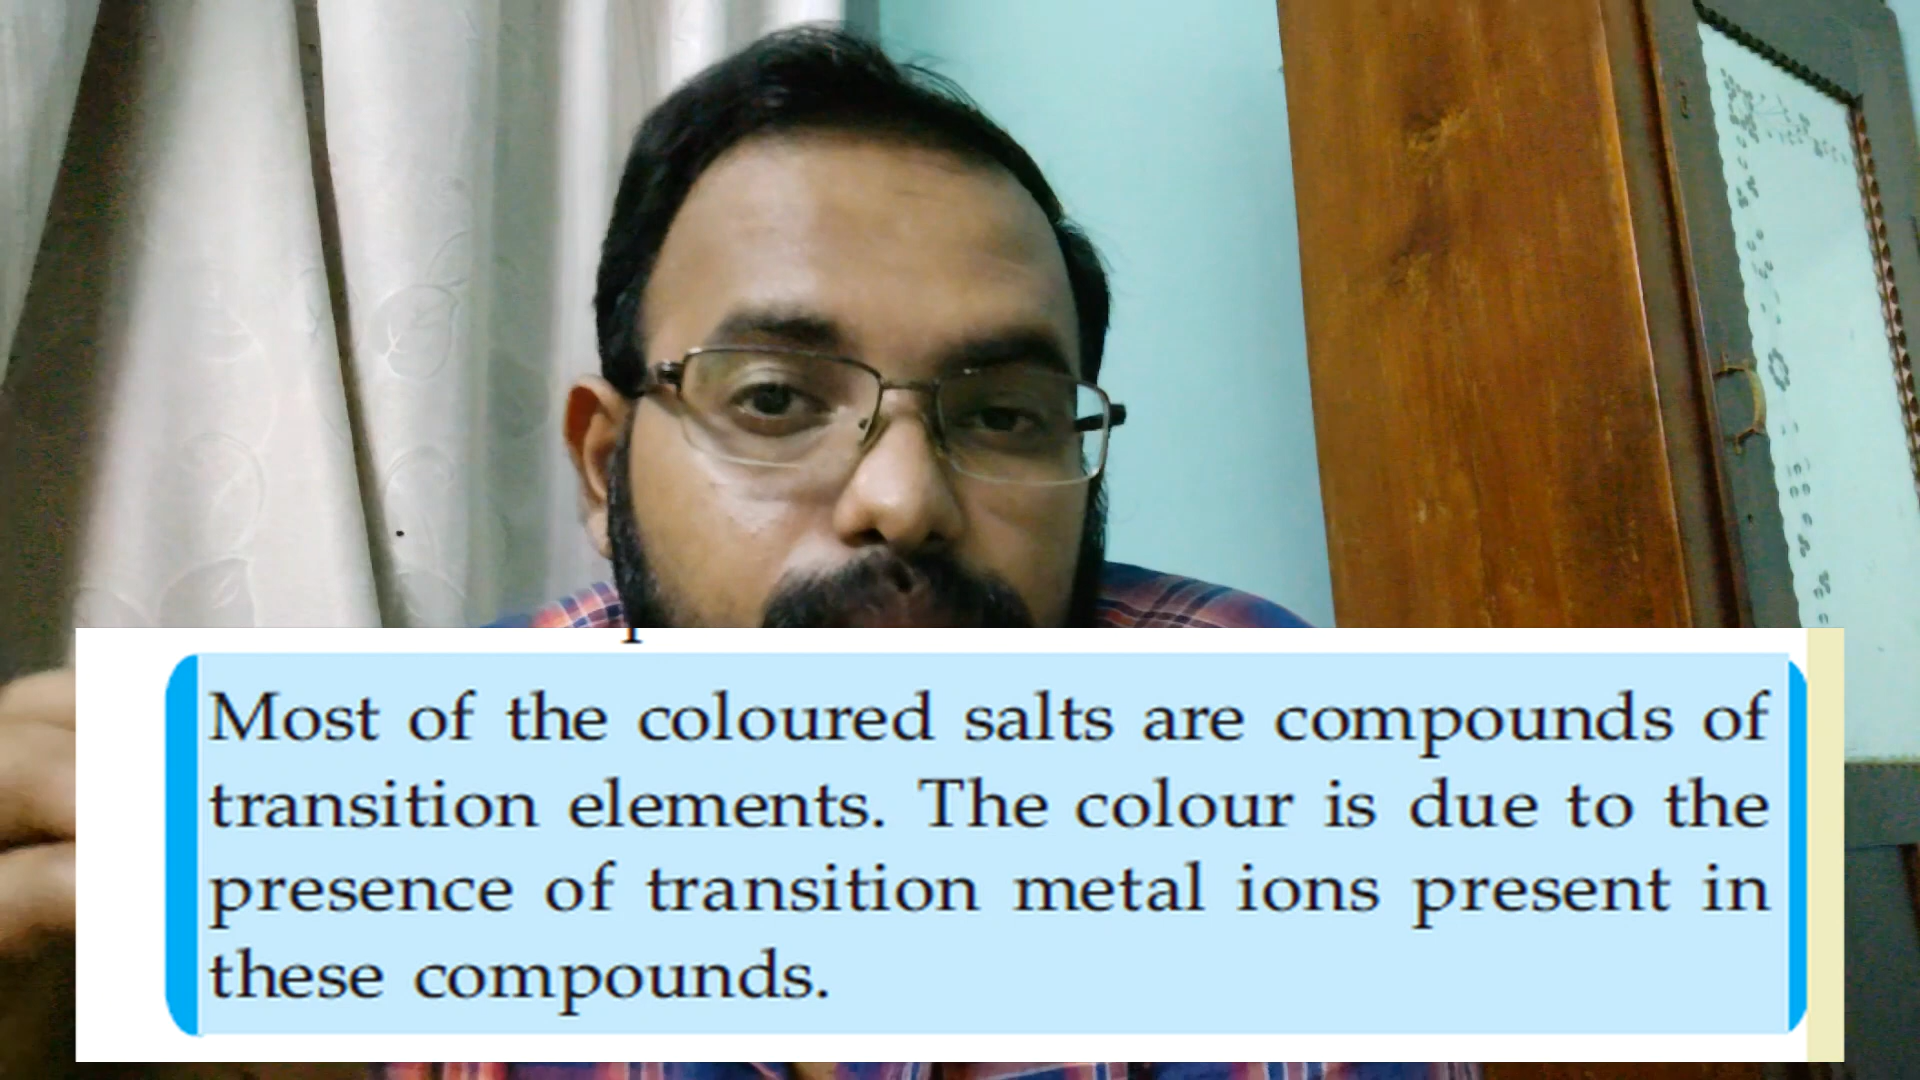 Most of the coloured salts are compounds of
transition elements. The colour is due to the
presence of transition metal ions present in
these compounds.